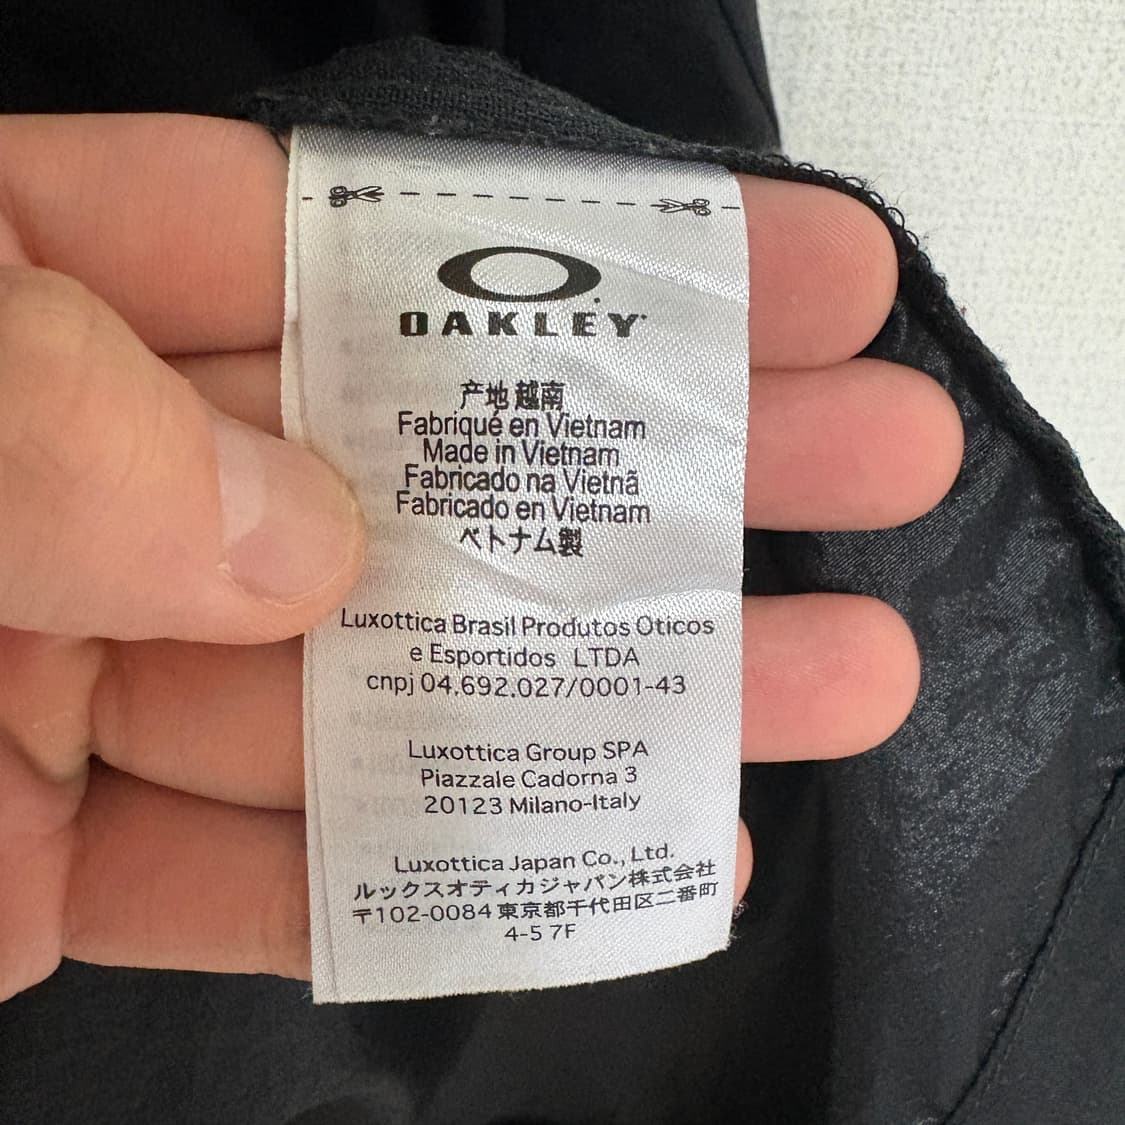 OAKLEY
产地 越南
Fabriqué en Vietnam
Made in Vietnam
Fabricado na Vietnã
Fabricado en Vietnam
ベトナム製
Luxottica Brasil Produtos Oticos
e Esportidos LTDA
cnpj 04.692.027/0001-43
Luxottica Group SPA
Piazzale Cadorna 3
20123 Milano-Italy
Luxottica Japan Co., Ltd.
ルックスオティカジャパン株式会社
〒102-0084 東京都千代田区二番町
4-5 7F